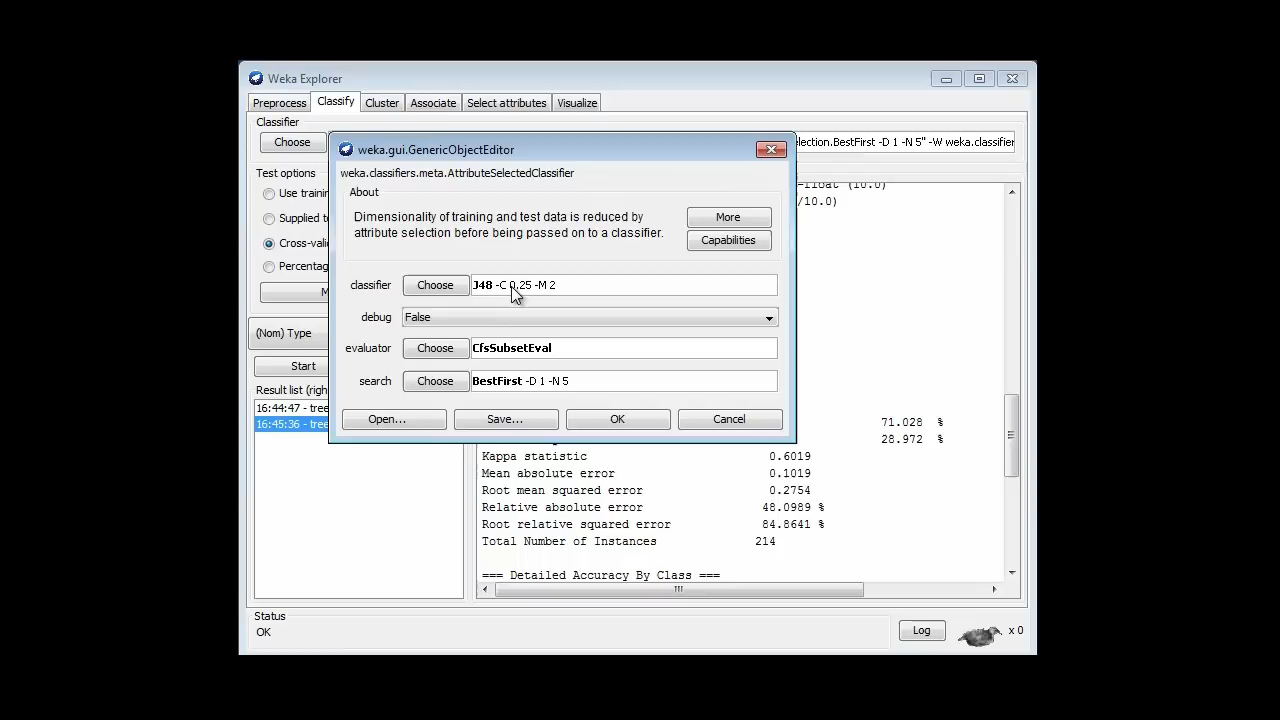 Weka Explorer
Preprocess Classify Cluster Associate Select attributes Visualize
Classifier
Choose
lection.BestFirst -D 1 -N 5" -W weka.classifier
weka.gui.GenericObjectEditor
weka.classifiers.meta.AttributeSelectedClassifier
About
Dimensionality of training and test data is reduced by
attribute selection before being passed on to a classifier.
More
Capabilities
classifier Choose J48 -C 0.25 -M 2
debug False
evaluator Choose CfsSubsetEval
search Choose BestFirst -D 1 -N 5
Open... Save... OK Cancel
Test options
Use trainin
Supplied te
Cross-valid
Percentag
M
(Nom) Type
Start
Result list (right
16:44:47 - tree
16:45:36 - tree
-float (10.0)
/10.0)
71.028 %
28.972 %
Kappa statistic 0.6019
Mean absolute error 0.1019
Root mean squared error 0.2754
Relative absolute error 48.0989 %
Root relative squared error 84.8641 %
Total Number of Instances 214
=== Detailed Accuracy By Class ===
Status
OK
Log
x 0